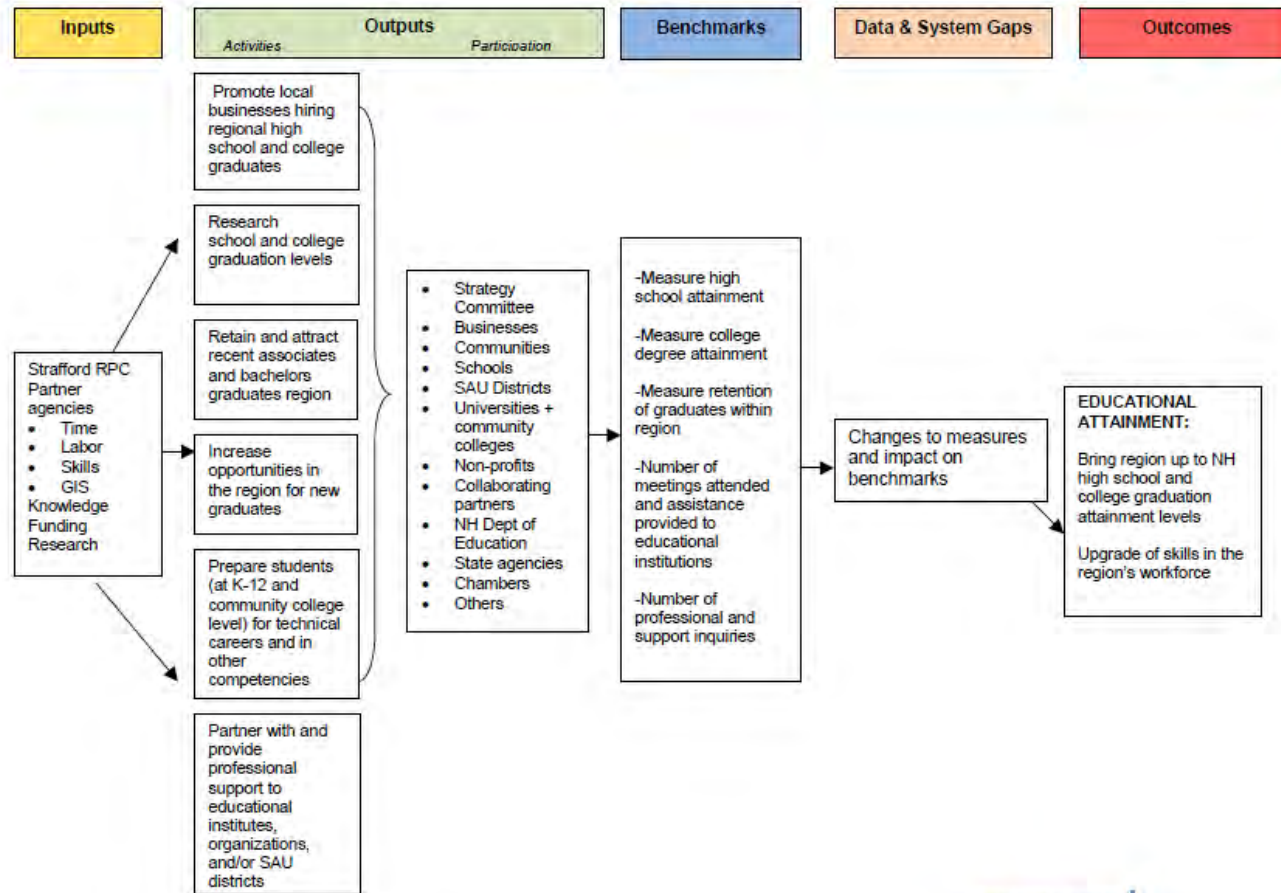 Inputs
Outputs
Activities
Participation
Benchmarks
Data & System Gaps
Outcomes
Strafford RPC
Partner
agencies
• Time
• Labor
• Skills
• GIS
Knowledge
Funding
Research
Promote local
businesses hiring
regional high
school and college
graduates
Research
school and college
graduation levels
Retain and attract
recent associates
and bachelors
graduates region
Increase
opportunities in
the region for new
graduates
Prepare students
(at K-12 and
community college
level) for technical
careers and in
other
competencies
Partner with and
provide
professional
support to
educational
institutes,
organizations,
and/or SAU
districts
• Strategy
Committee
• Businesses
• Communities
• Schools
• SAU Districts
• Universities +
community
colleges
• Non-profits
• Collaborating
partners
• NH Dept of
Education
• State agencies
• Chambers
• Others
-Measure high
school attainment
-Measure college
degree attainment
-Measure retention
of graduates within
region
-Number of
meetings attended
and assistance
provided to
educational
institutions
-Number of
professional and
support inquiries
Changes to measures
and impact on
benchmarks
EDUCATIONAL
ATTAINMENT:
Bring region up to NH
high school and
college graduation
attainment levels
Upgrade of skills in the
region's workforce